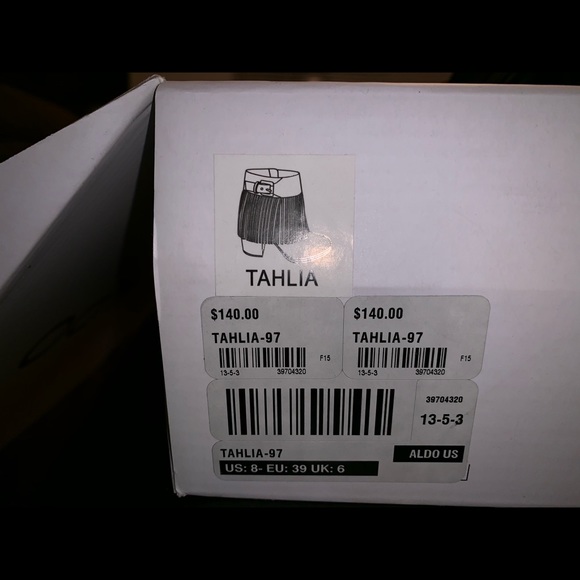 TAHLIA
$140.00
TAHLIA-97
F15
13-5-3 39704320
$140.00
TAHLIA-97
F15
13-5-3 39704320
39704320
13-5-3
TAHLIA-97
ALDO US
US: 8- EU: 39 UK: 6